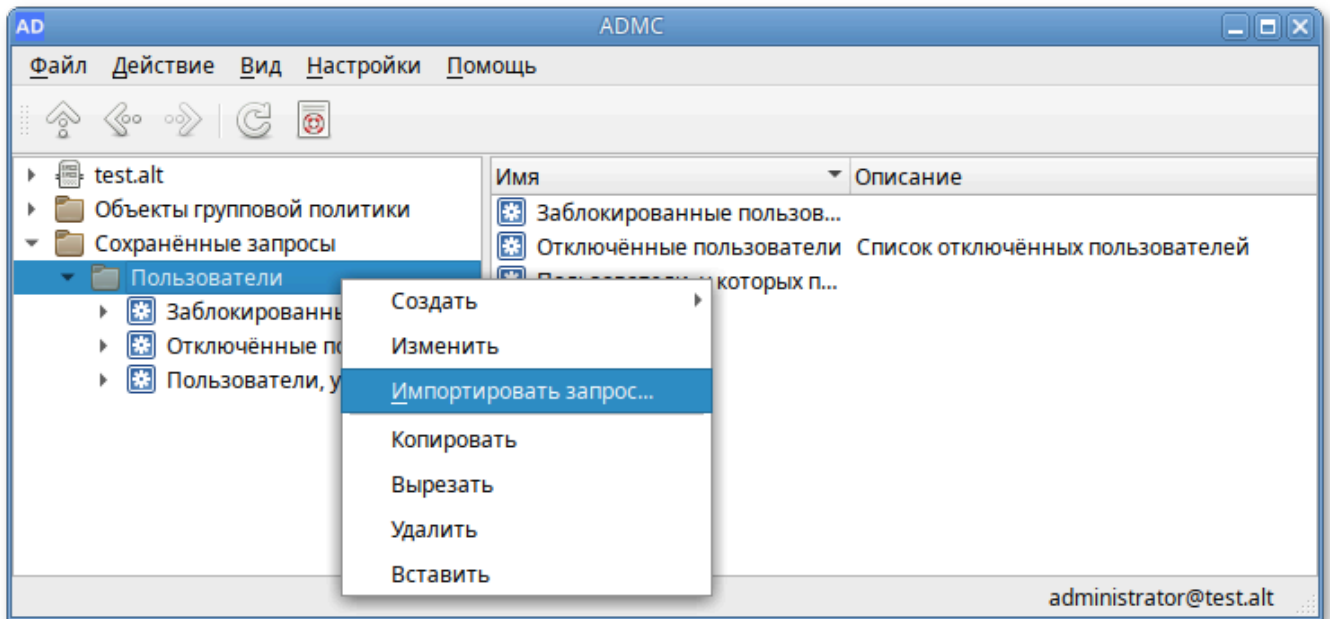 AD ADMC
Файл Действие Вид Настройки Помощь
test.alt
Объекты групповой политики
Сохранённые запросы
Пользователи
Заблокированны
Отключённые по
Пользователи, у
Имя Описание
Заблокированные пользов...
Отключённые пользователи Список отключённых пользователей
Пользователи, у которых п...
Создать
Изменить
Импортировать запрос...
Копировать
Вырезать
Удалить
Вставить
administrator@test.alt